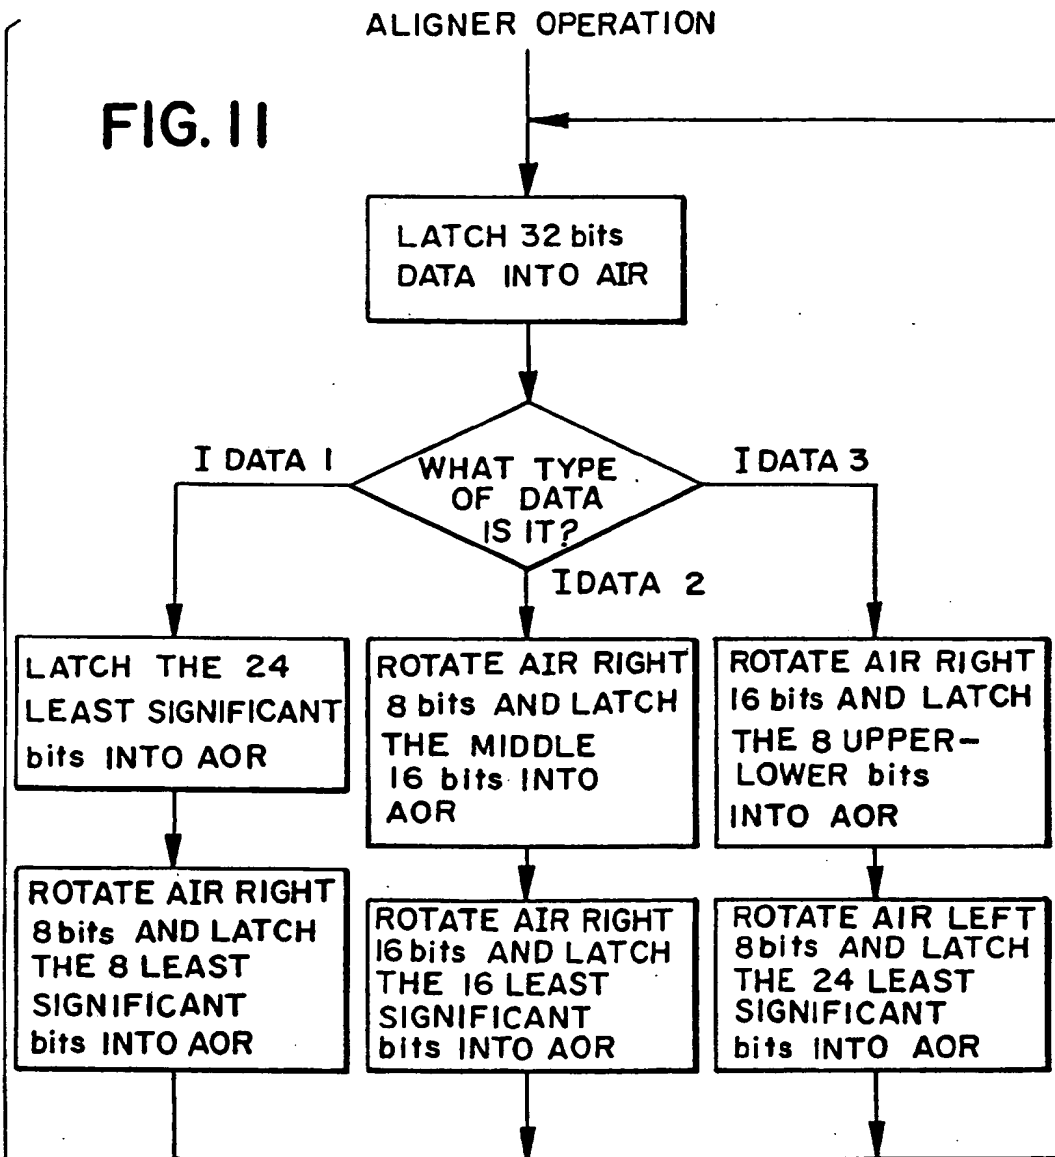 ALIGNER OPERATION
FIG. 11
LATCH 32 bits
DATA INTO AIR
WHAT TYPE
OF DATA
IS IT?
I DATA 1
I DATA 2
I DATA 3
LATCH THE 24
LEAST SIGNIFICANT
bits INTO AOR
ROTATE AIR RIGHT
8 bits AND LATCH
THE 8 LEAST
SIGNIFICANT
bits INTO AOR
ROTATE AIR RIGHT
8 bits AND LATCH
THE MIDDLE
16 bits INTO
AOR
ROTATE AIR RIGHT
16 bits AND LATCH
THE 16 LEAST
SIGNIFICANT
bits INTO AOR
ROTATE AIR RIGHT
16 bits AND LATCH
THE 8 UPPER-
LOWER bits
INTO AOR
ROTATE AIR LEFT
8 bits AND LATCH
THE 24 LEAST
SIGNIFICANT
bits INTO AOR